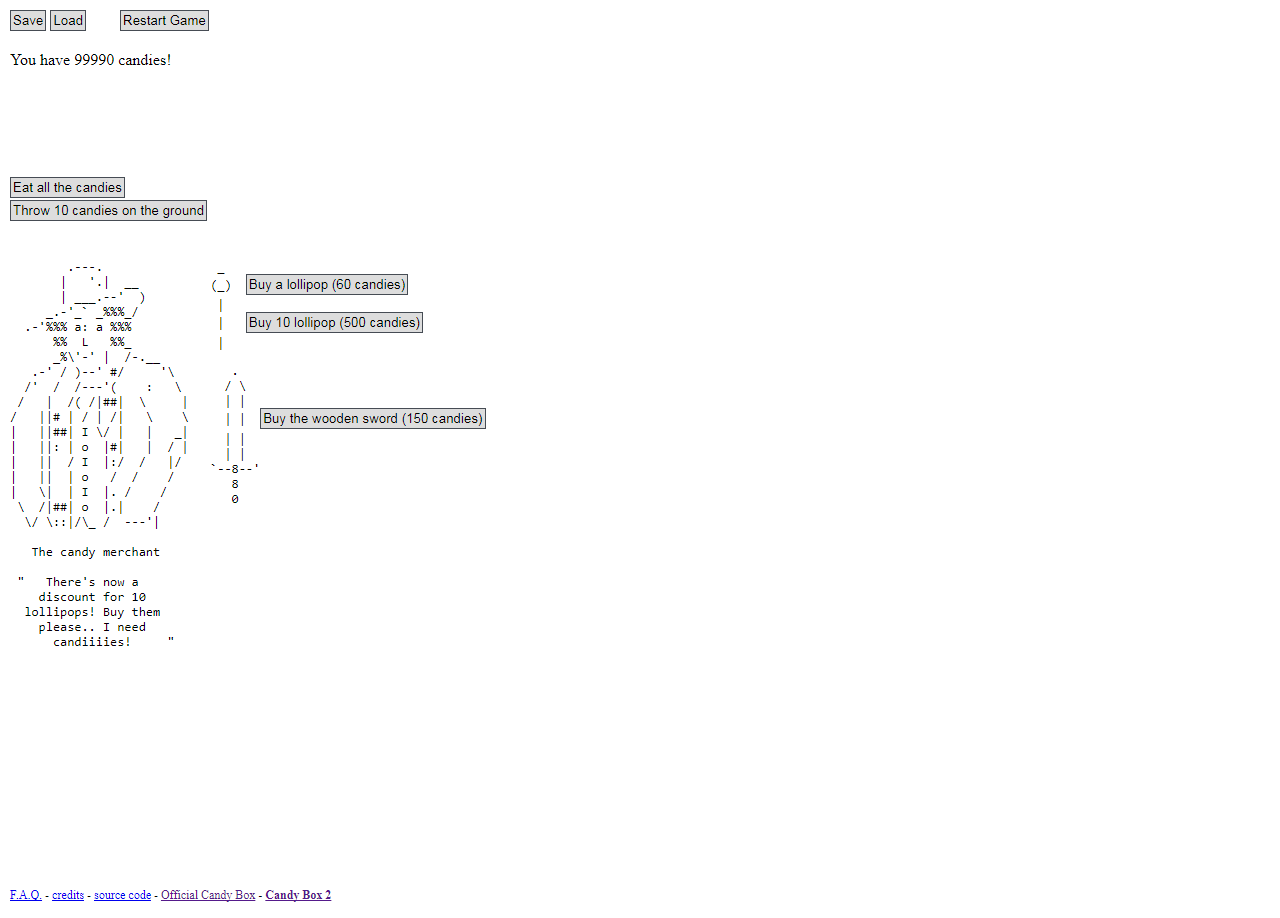 Save Load Restart Game
You have 99990 candies!
Eat all the candies
Throw 10 candies on the ground
Buy a lollipop (60 candies)
Buy 10 lollipop (500 candies)
Buy the wooden sword (150 candies)
The candy merchant
" There's now a
discount for 10
lollipops! Buy them
please.. I need
candiiiies! "
F.A.Q. - credits - source code - Official Candy Box - Candy Box 2